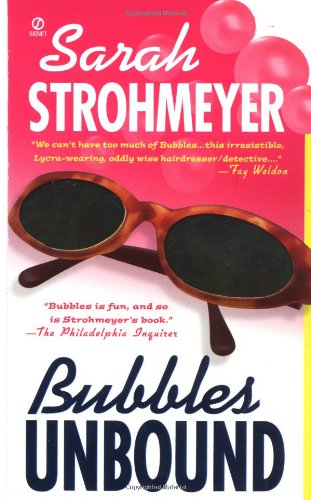 SIGNET
Sarah
STROHMEYER
"We can't have too much of Bubbles...this irresistible,
Lycra-wearing, oddly wise hairdresser/detective...."
—Fay Weldon
"Bubbles is fun, and so
is Strohmeyer's book."
—The Philadelphia Inquirer
Bubbles
UNBOUND